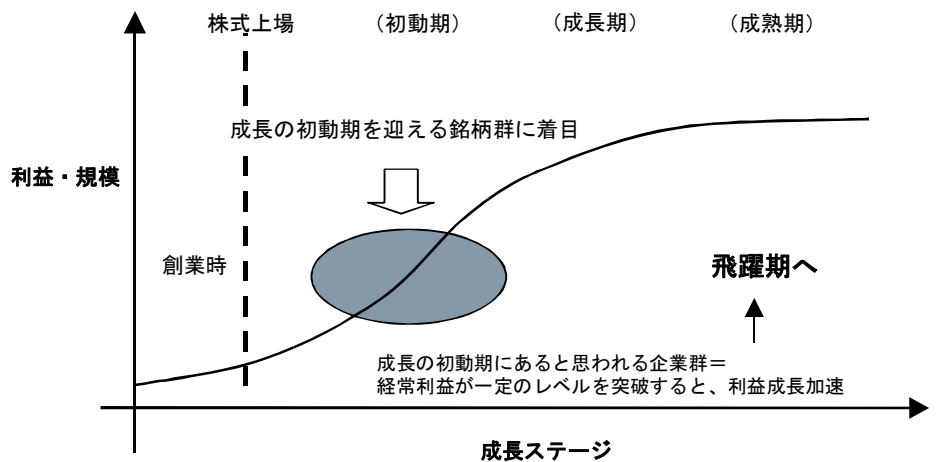 株式上場
（初動期）
（成長期）
（成熟期）
成長の初動期を迎える銘柄群に着目
利益・規模
創業時
飛躍期へ
成長の初動期にあると思われる企業群＝
経常利益が一定のレベルを突破すると、利益成長加速
成長ステージ